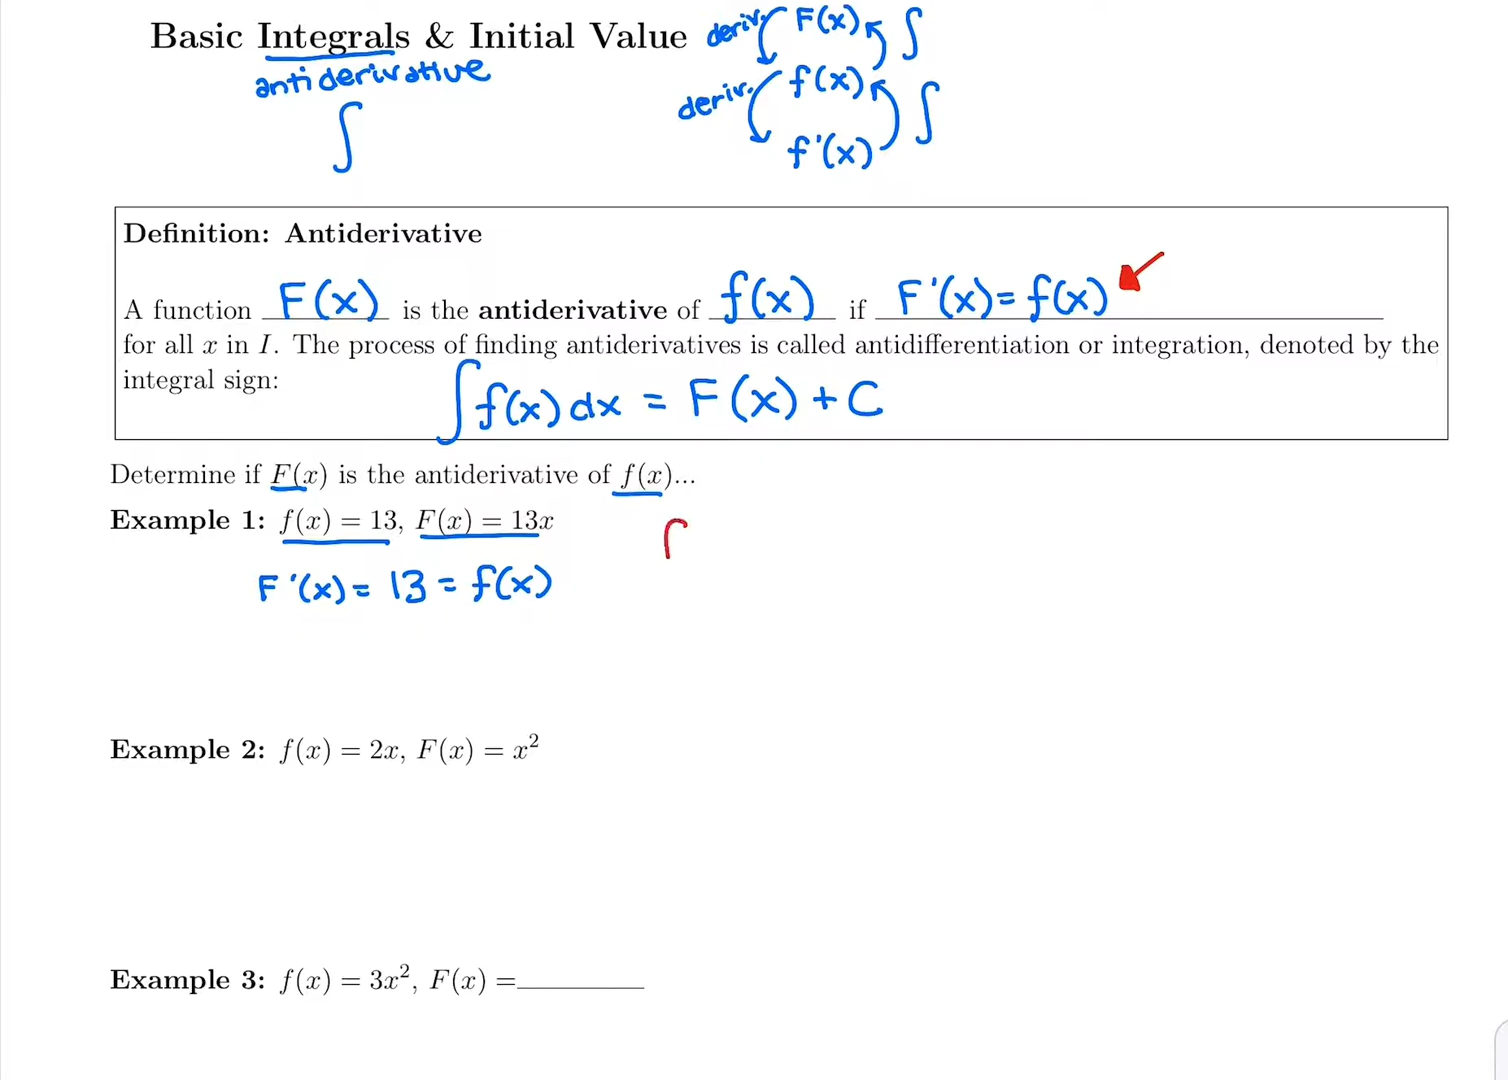 Basic Integrals & Initial Value
antiderivative
∫
deriv. F(x) ∫
deriv. f(x) ∫
f'(x)
Definition: Antiderivative
A function F(x) is the antiderivative of f(x) if F'(x) = f(x)
for all x in I. The process of finding antiderivatives is called antidifferentiation or integration, denoted by the
integral sign:
∫ f(x) dx = F(x) + C
Determine if F(x) is the antiderivative of f(x)...
Example 1: f(x) = 13, F(x) = 13x
F'(x) = 13 = f(x)
Example 2: f(x) = 2x, F(x) = x²
Example 3: f(x) = 3x², F(x) =